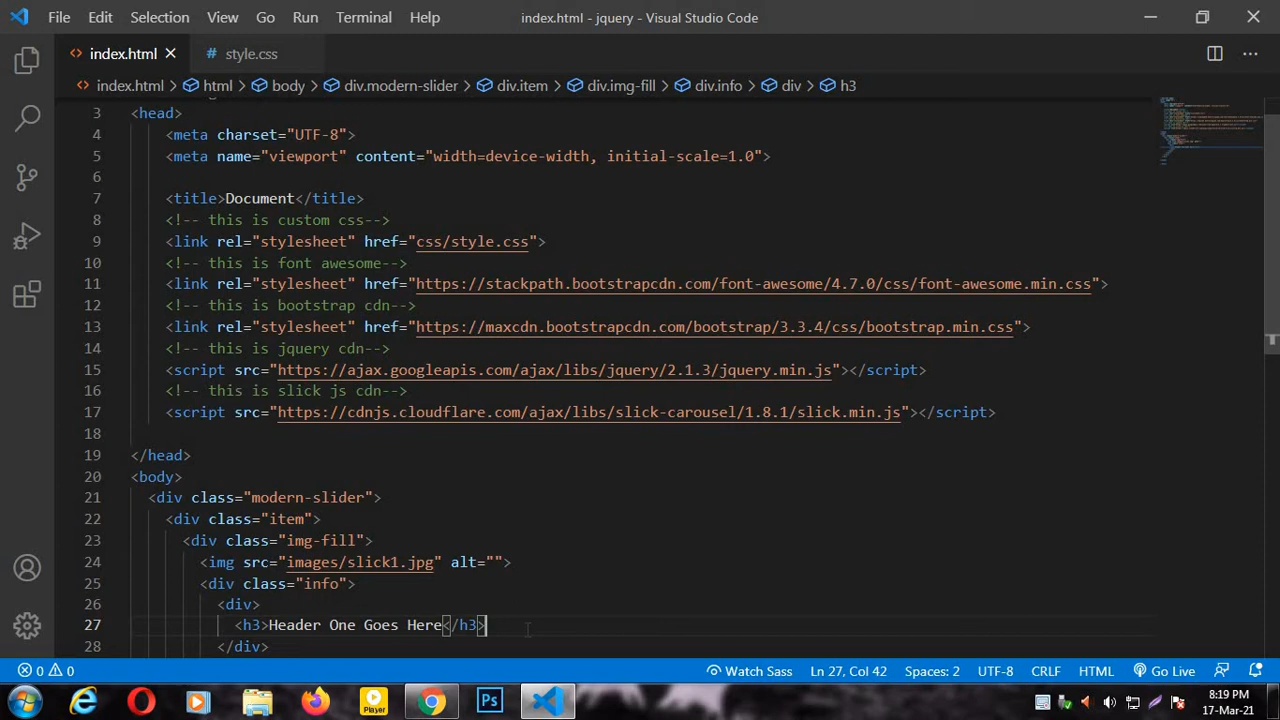 File Edit Selection View Go Run Terminal Help index.html - jquery - Visual Studio Code
index.html # style.css
index.html > html > body > div.modern-slider > div.item > div.img-fill > div.info > div > h3
3 <head>
4 <meta charset="UTF-8">
5 <meta name="viewport" content="width=device-width, initial-scale=1.0">
6
7 <title>Document</title>
8 <!-- this is custom css-->
9 <link rel="stylesheet" href="css/style.css">
10 <!-- this is font awesome-->
11 <link rel="stylesheet" href="https://stackpath.bootstrapcdn.com/font-awesome/4.7.0/css/font-awesome.min.css">
12 <!-- this is bootstrap cdn-->
13 <link rel="stylesheet" href="https://maxcdn.bootstrapcdn.com/bootstrap/3.3.4/css/bootstrap.min.css">
14 <!-- this is jquery cdn-->
15 <script src="https://ajax.googleapis.com/ajax/libs/jquery/2.1.3/jquery.min.js"></script>
16 <!-- this is slick js cdn-->
17 <script src="https://cdnjs.cloudflare.com/ajax/libs/slick-carousel/1.8.1/slick.min.js"></script>
18
19 </head>
20 <body>
21 <div class="modern-slider">
22 <div class="item">
23 <div class="img-fill">
24 <img src="images/slick1.jpg" alt="">
25 <div class="info">
26 <div>
27 <h3>Header One Goes Here</h3>
28 </div>
0 0 Watch Sass Ln 27, Col 42 Spaces: 2 UTF-8 CRLF HTML Go Live
Player Ps 8:19 PM
17-Mar-21